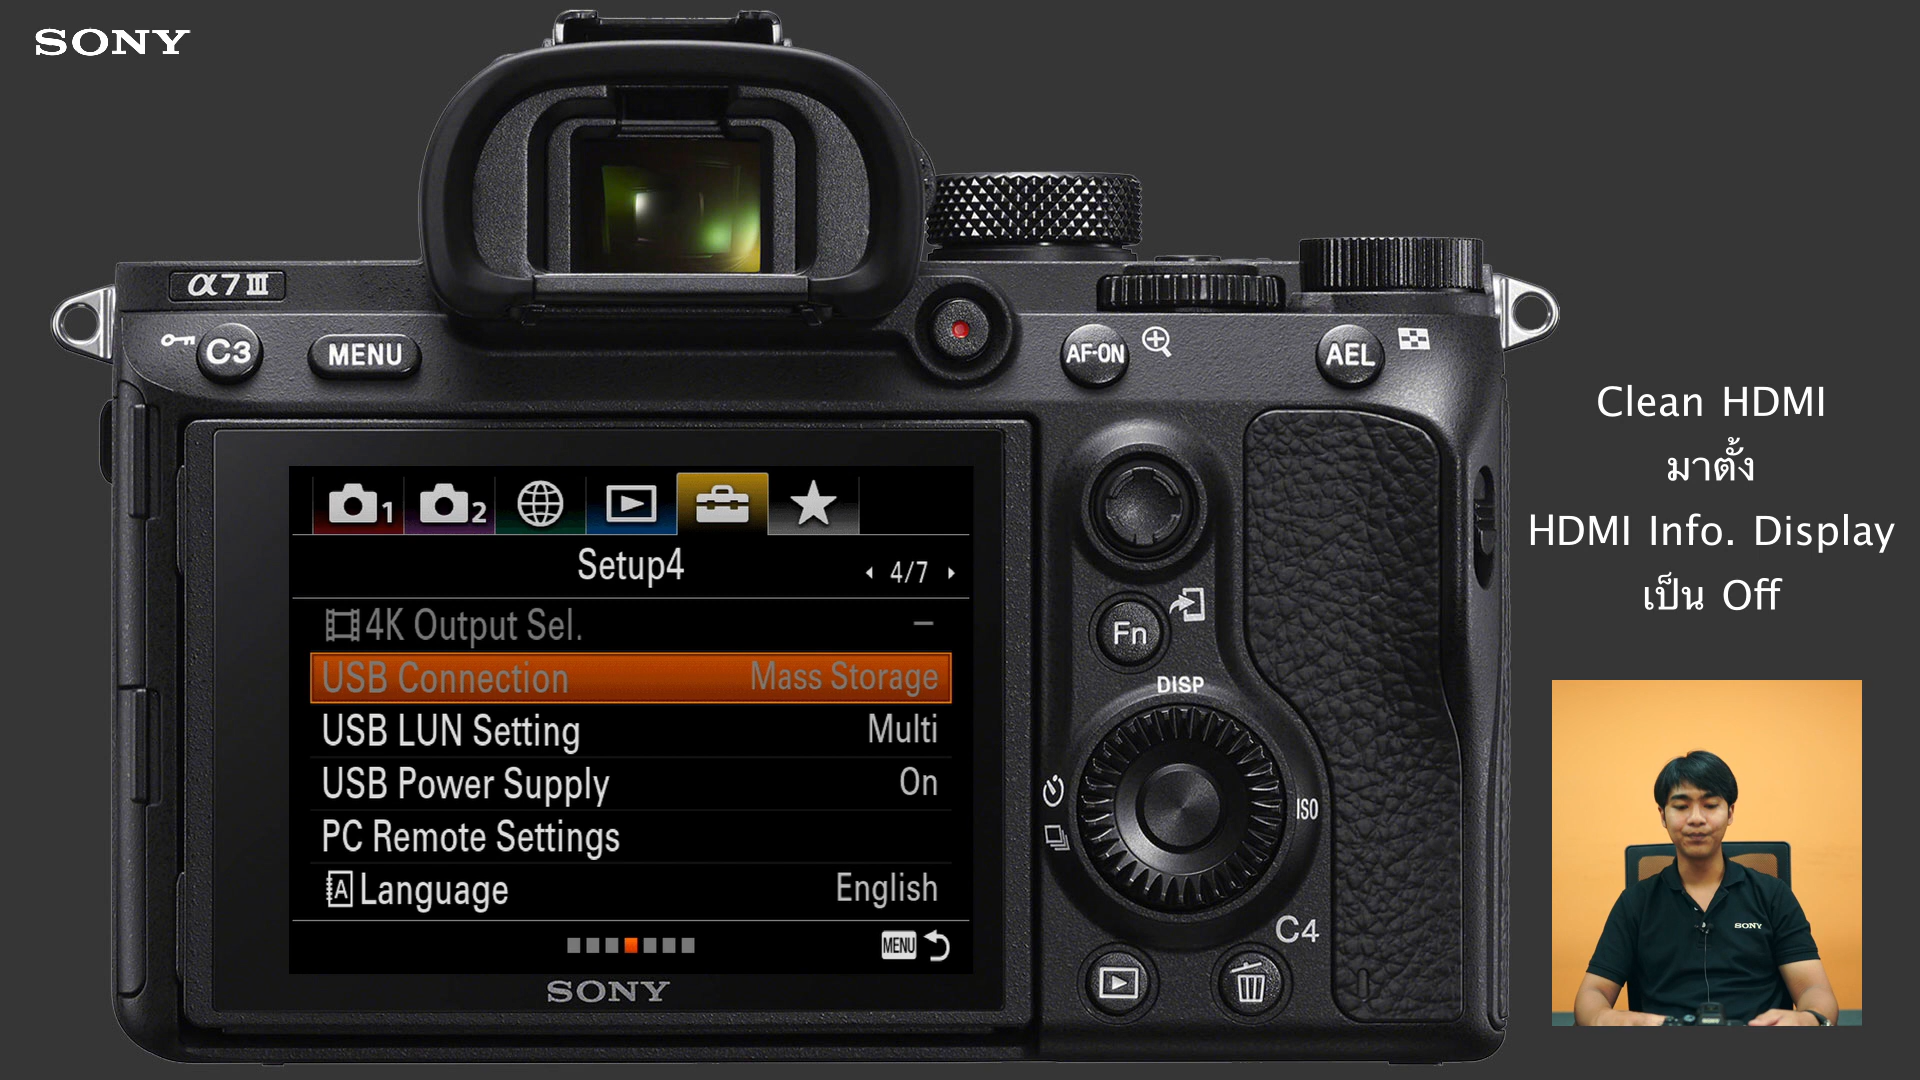 SONY
α7III
C3
MENU
AF-ON
AEL
Clean HDMI
มาตั้ง
HDMI Info. Display
เป็น Off
1
2
Setup4
4/7
4K Output Sel. –
USB Connection Mass Storage
USB LUN Setting Multi
USB Power Supply On
PC Remote Settings
A Language English
MENU
SONY
Fn
DISP
ISO
C4
SONY